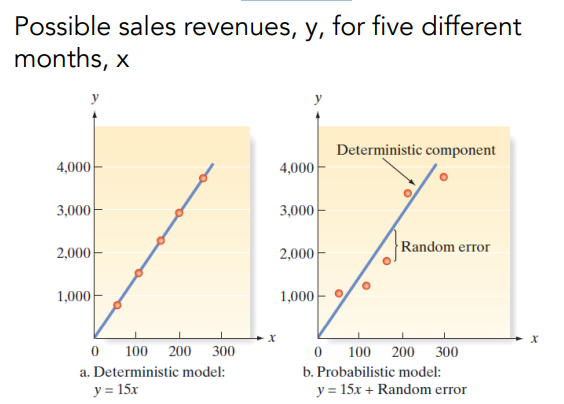 Possible sales revenues, y, for five different
months, x
y
4,000
3,000
2,000
1,000
0 100 200 300
x
a. Deterministic model:
y = 15x
y
Deterministic component
4,000
3,000
Random error
2,000
1,000
0 100 200 300
x
b. Probabilistic model:
y = 15x + Random error